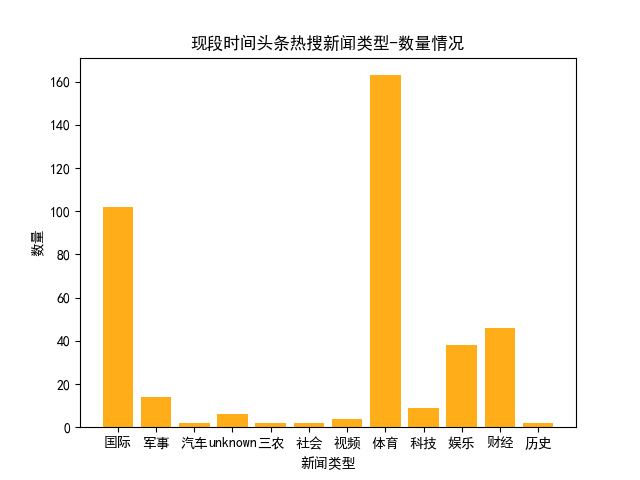 现段时间头条热搜新闻类型-数量情况
数量
160
140
120
100
80
60
40
20
0
国际 军事 汽车 unknown 三农 社会 视频 体育 科技 娱乐 财经 历史
新闻类型